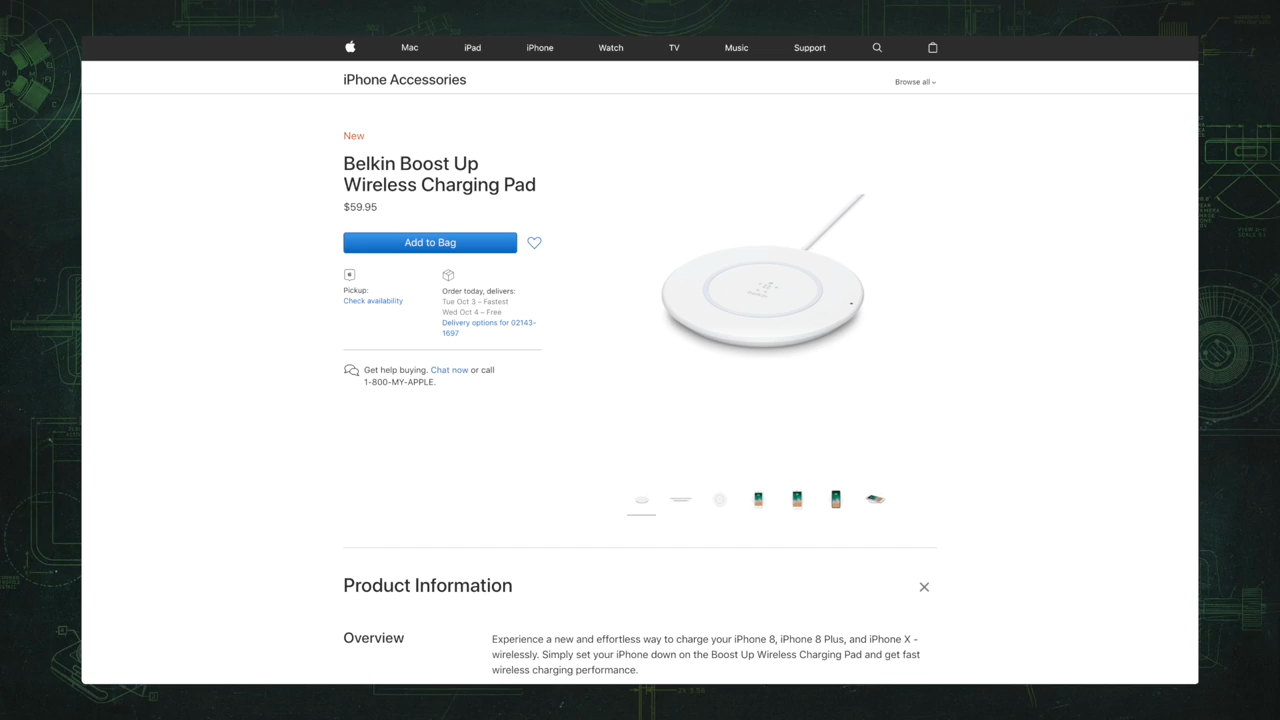 Mac iPad iPhone Watch TV Music Support
iPhone Accessories
Browse all
New
Belkin Boost Up
Wireless Charging Pad
$59.95
Add to Bag
Pickup:
Check availability
Order today, delivers:
Tue Oct 3 – Fastest
Wed Oct 4 – Free
Delivery options for 02143-
1697
Get help buying. Chat now or call
1-800-MY-APPLE.
Product Information
Overview
Experience a new and effortless way to charge your iPhone 8, iPhone 8 Plus, and iPhone X -
wirelessly. Simply set your iPhone down on the Boost Up Wireless Charging Pad and get fast
wireless charging performance.